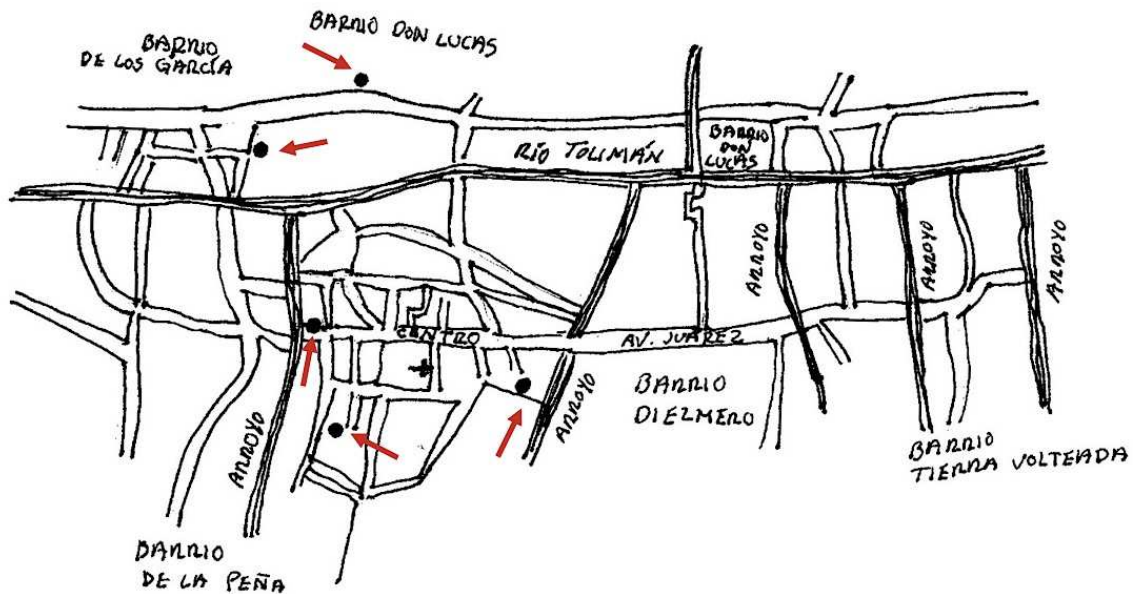 BARRIO
DE LOS GARCÍA
BARRIO DON LUCAS
RÍO TOLIMÁN
BARRIO
DON
LUCAS
ARROYO
ARROYO
ARROYO
CENTRO
AV. JUÁREZ
ARROYO
ARROYO
BARRIO
DIEZMERO
BARRIO
TIERRA VOLTEADA
BARRIO
DE LA PEÑA